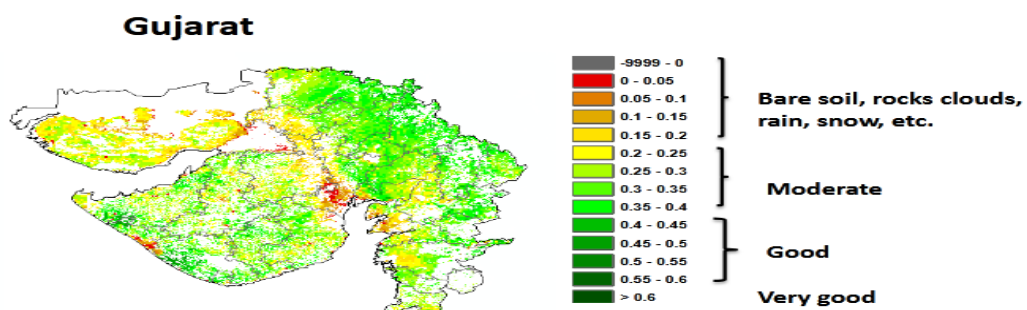 Gujarat
-9999 - 0
0 - 0.05
0.05 - 0.1
0.1 - 0.15
0.15 - 0.2
0.2 - 0.25
0.25 - 0.3
0.3 - 0.35
0.35 - 0.4
0.4 - 0.45
0.45 - 0.5
0.5 - 0.55
0.55 - 0.6
> 0.6
Bare soil, rocks clouds,
rain, snow, etc.
Moderate
Good
Very good